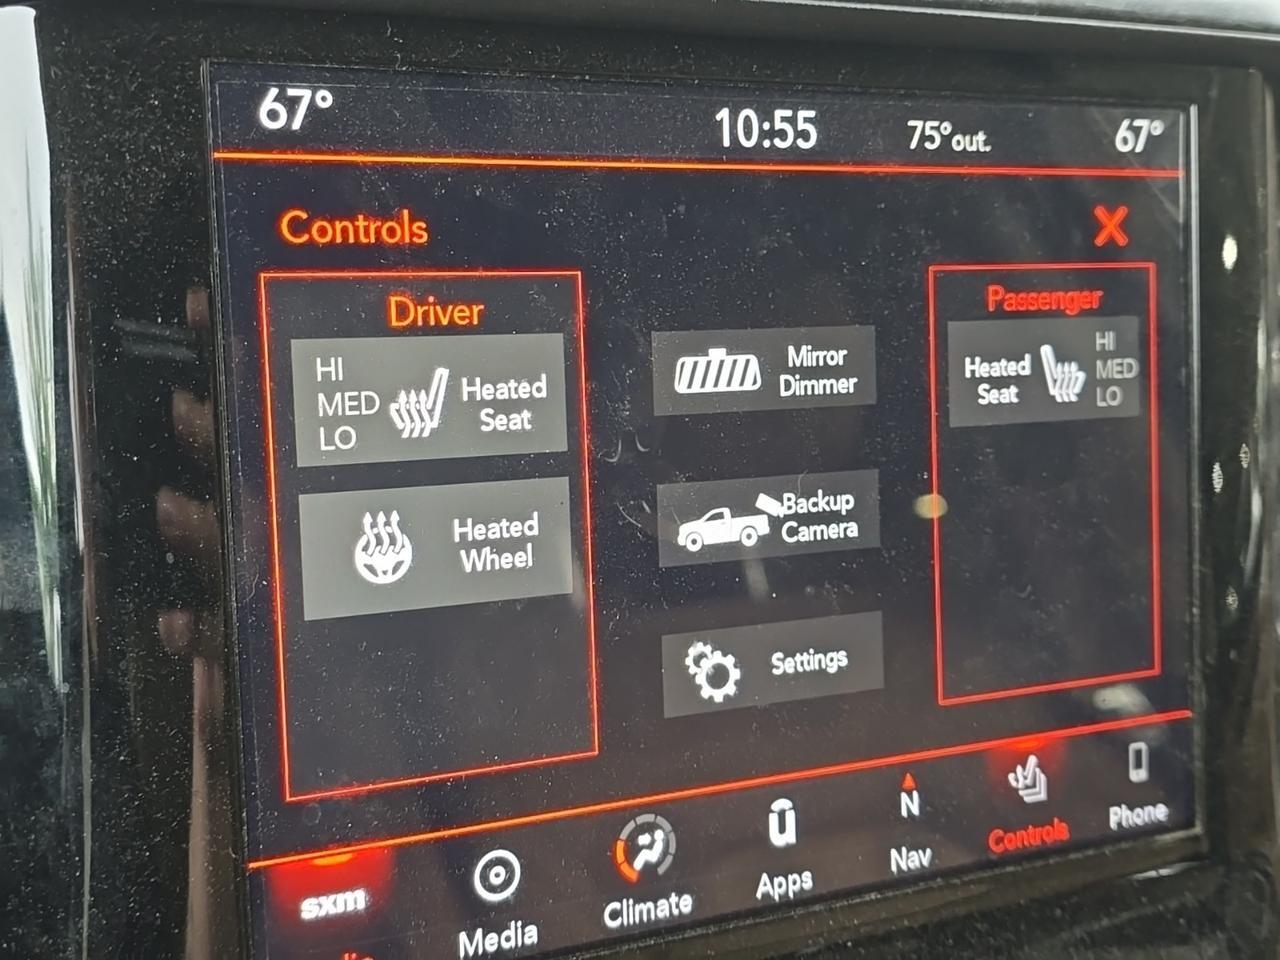 67°
10:55
75°out.
67°
Controls
X
Driver
HI
MED
LO
Heated
Seat
Heated
Wheel
Mirror
Dimmer
Backup
Camera
Settings
Passenger
Heated
Seat
HI
MED
LO
sxm
Media
Climate
Apps
N
Nav
Controls
Phone